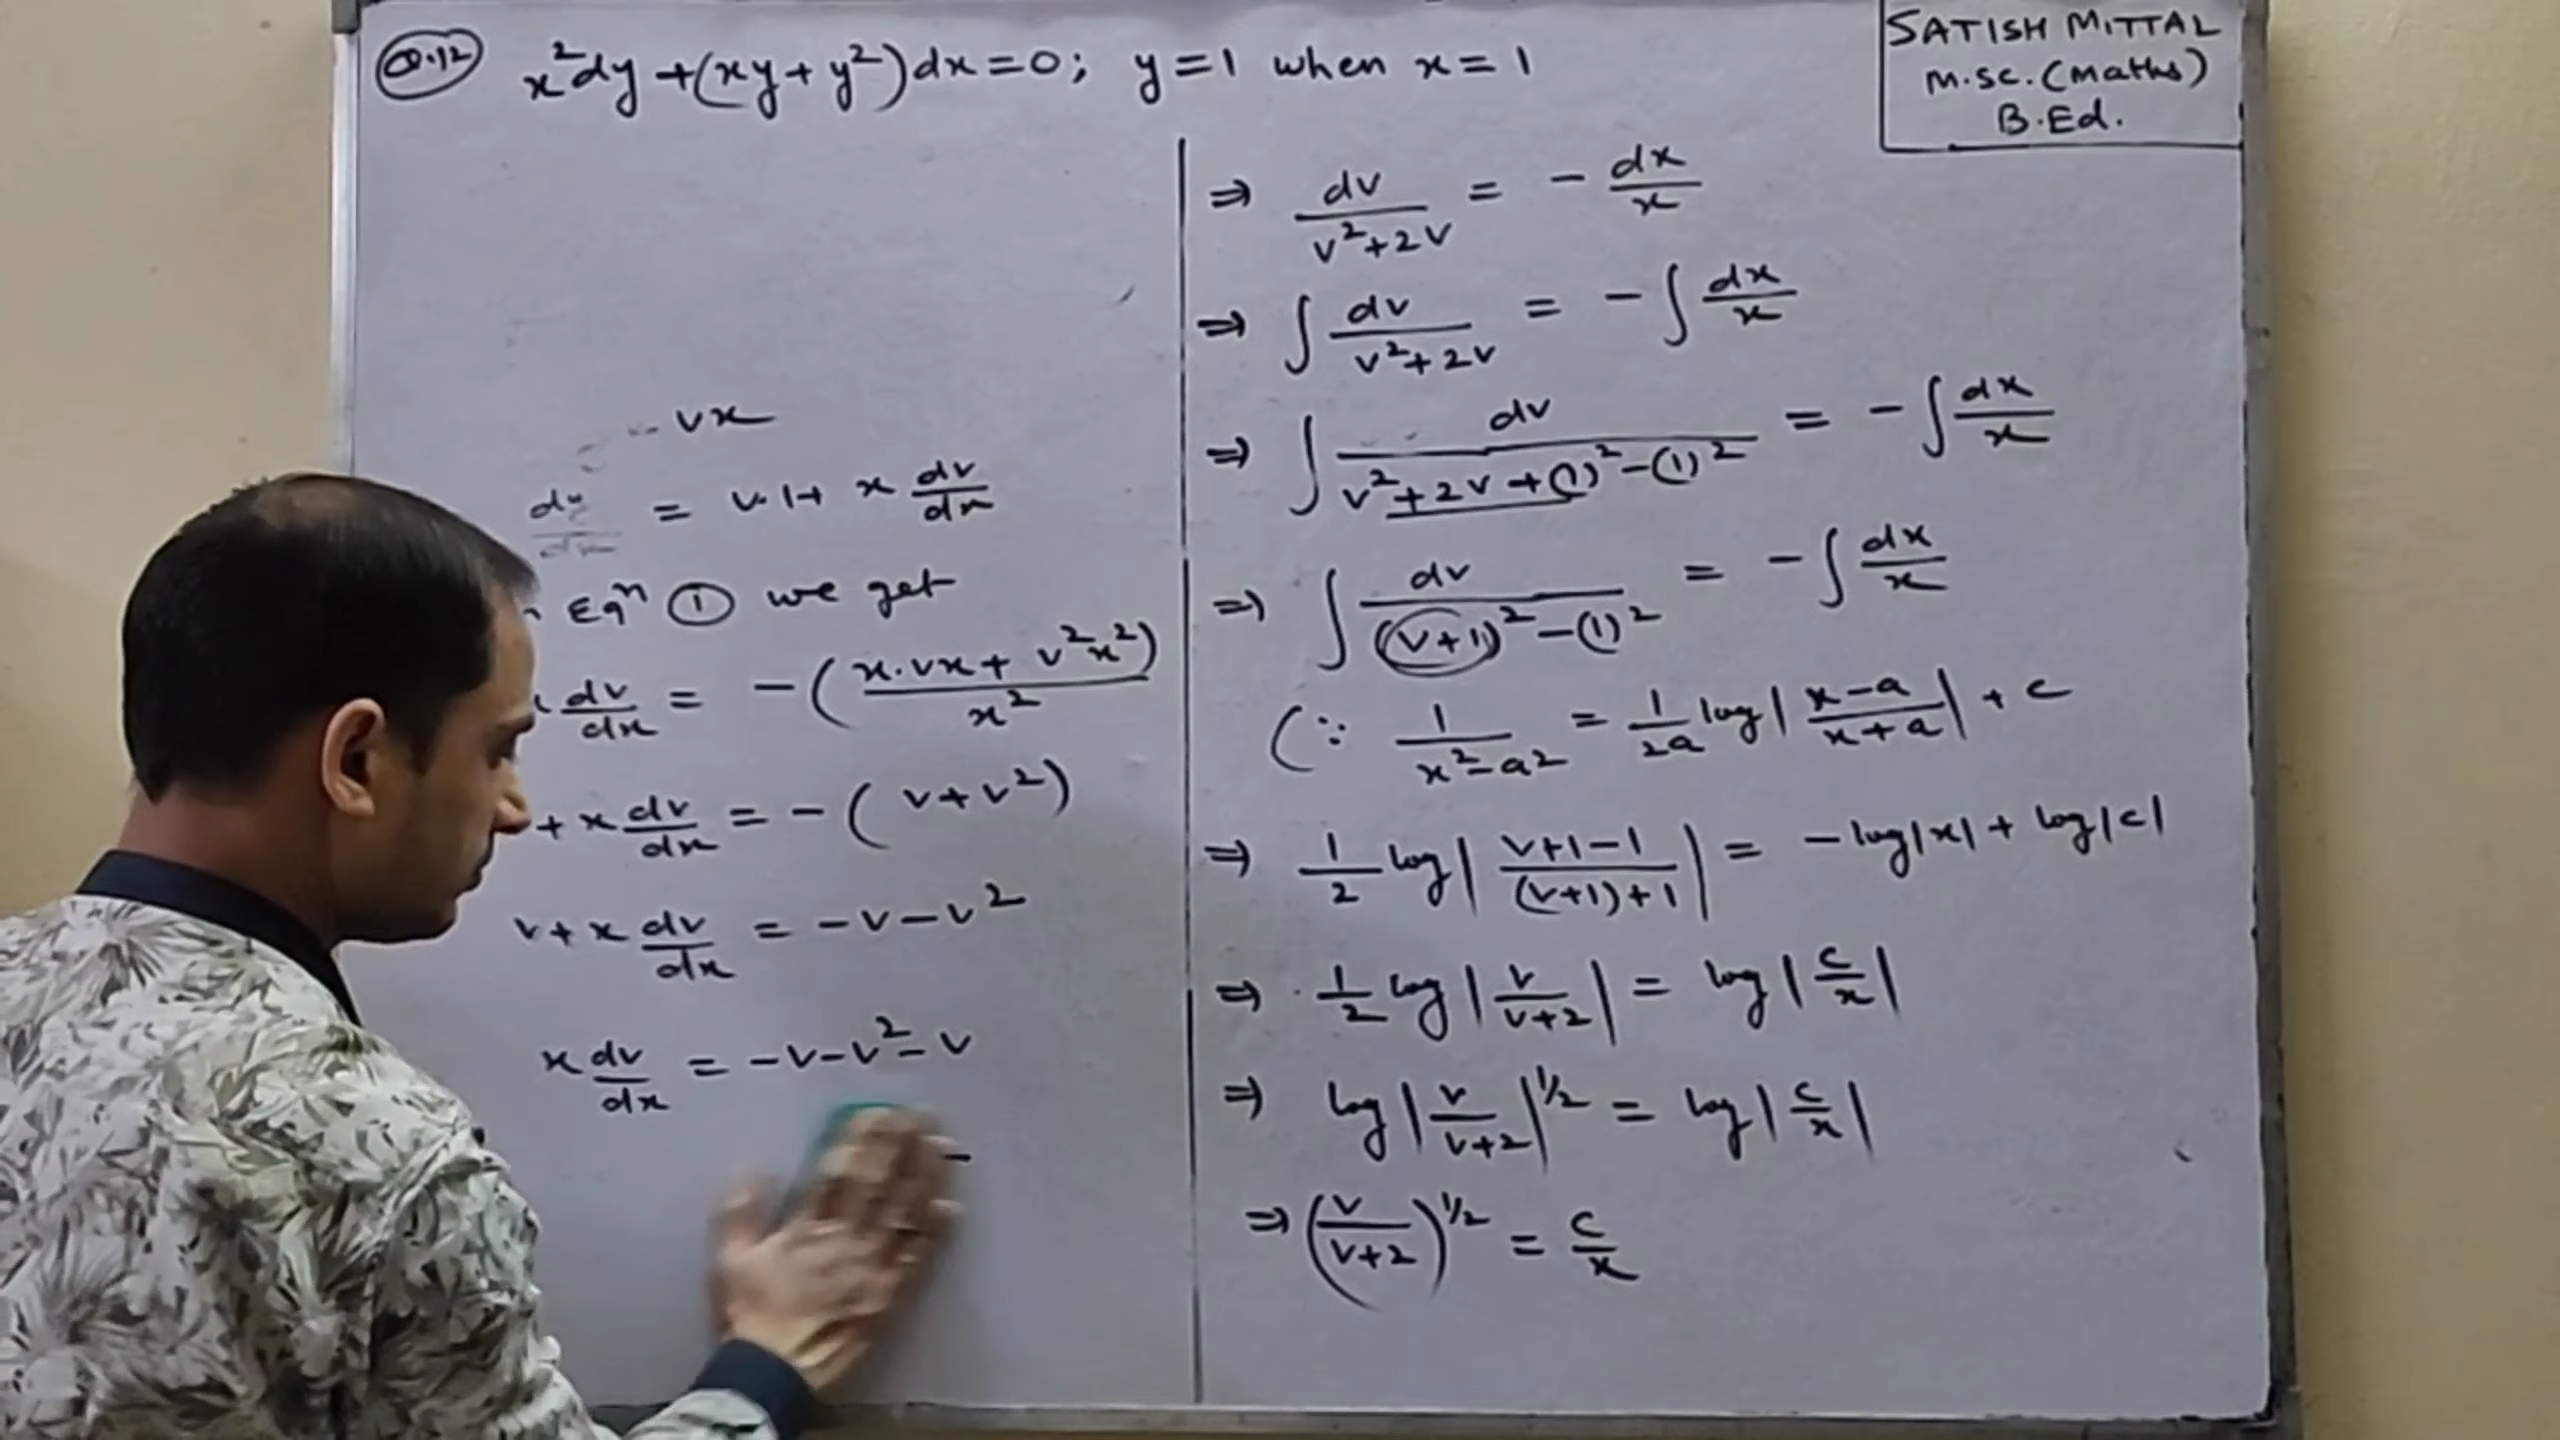 Q.12 x²dy + (xy + y²)dx = 0; y = 1 when x = 1
SATISH MITTAL
M.Sc. (Maths)
B.Ed.
vx
dy/dx = v.1 + x dv/dx
Eqⁿ ① we get
dv/dx = -(x.vx + v²x²)/x²
+ x dv/dx = -(v + v²)
v + x dv/dx = -v - v²
x dv/dx = -v - v² - v
⇒ dv/(v² + 2v) = - dx/x
⇒ ∫ dv/(v² + 2v) = - ∫ dx/x
⇒ ∫ dv/(v² + 2v + (1)² - (1)²) = - ∫ dx/x
⇒ ∫ dv/((v+1)² - (1)²) = - ∫ dx/x
(∵ 1/(x² - a²) = 1/2a log|(x-a)/(x+a)| + c
⇒ 1/2 log|(v+1-1)/((v+1)+1)| = -log|x| + log|c|
⇒ 1/2 log|v/(v+2)| = log|c/x|
⇒ log|v/(v+2)|^1/2 = log|c/x|
⇒ (v/(v+2))^1/2 = c/x